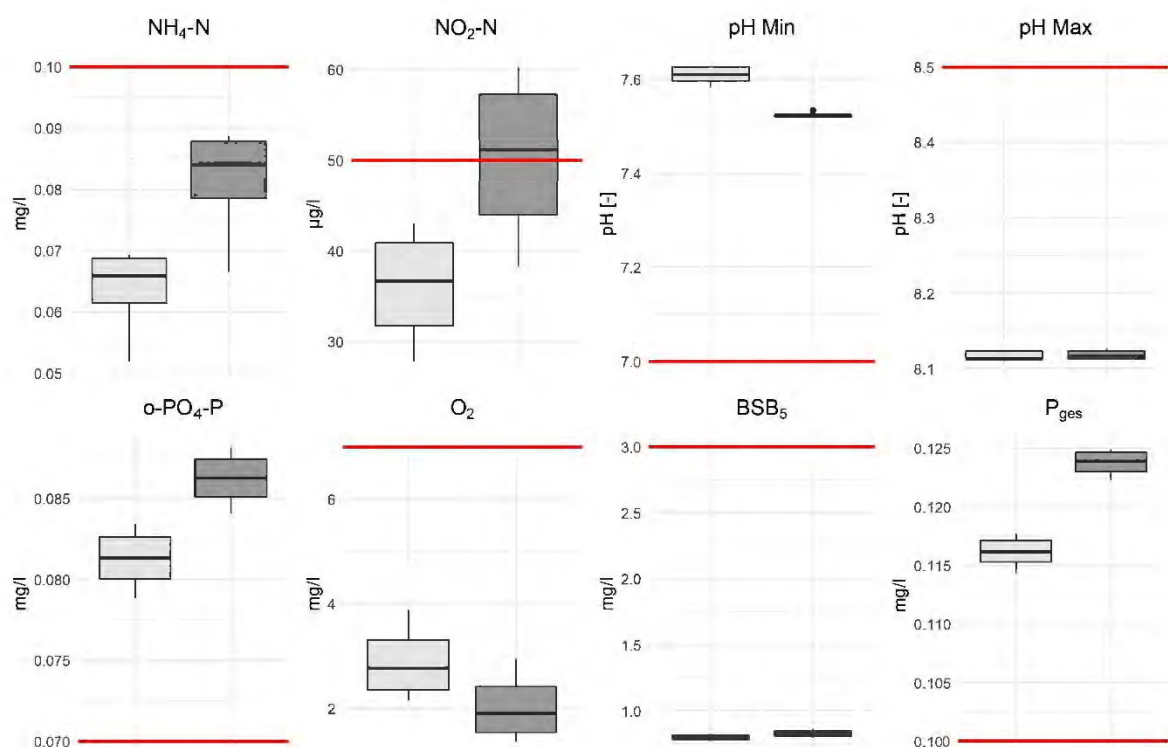 NH₄-N
0.10
0.09
0.08
0.07
0.06
0.05
mg/l
NO₂-N
60
50
40
30
µg/l
pH Min
7.6
7.4
7.2
7.0
pH [-]
pH Max
8.5
8.4
8.3
8.2
8.1
pH [-]
o-PO₄-P
0.085
0.080
0.075
0.070
mg/l
O₂
6
4
2
mg/l
BSB₅
3.0
2.5
2.0
1.5
1.0
mg/l
P_ges
0.125
0.120
0.115
0.110
0.105
0.100
mg/l